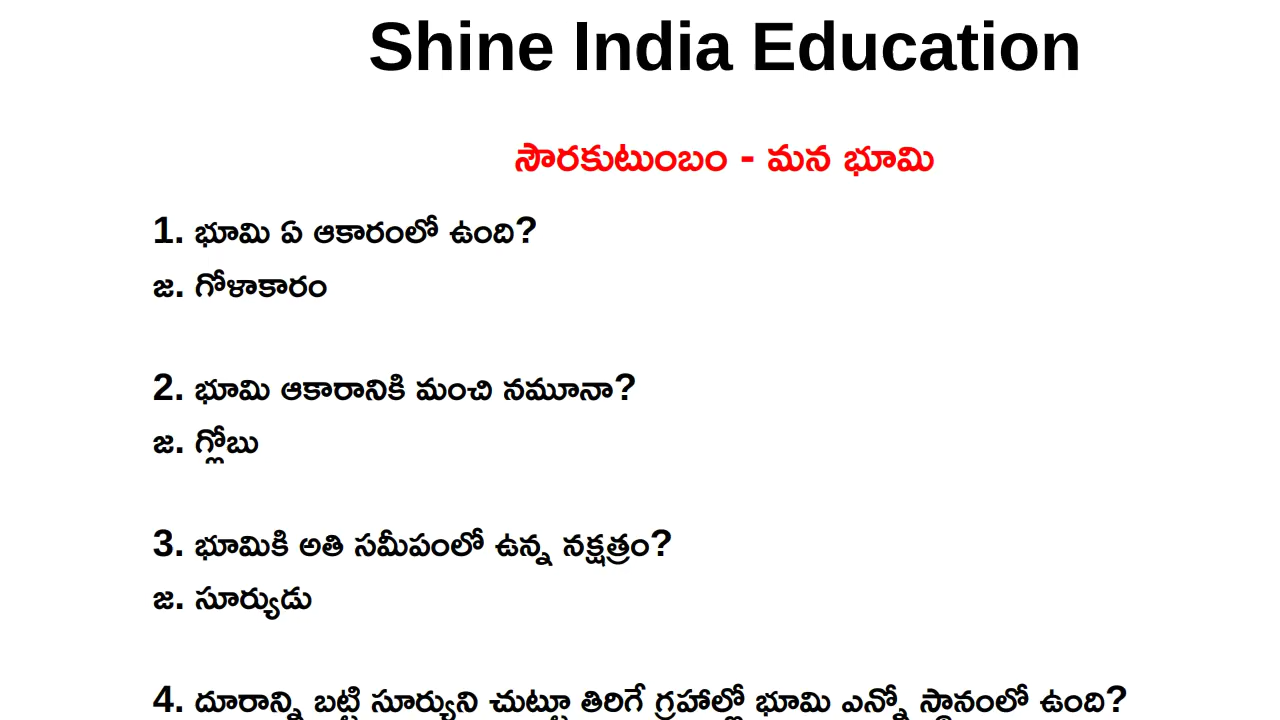 Shine India Education
సౌరకుటుంబం - మన భూమి
1. భూమి ఏ ఆకారంలో ఉంది?
జ. గోళాకారం
2. భూమి ఆకారానికి మంచి నమూనా?
జ. గ్లోబు
3. భూమికి అతి సమీపంలో ఉన్న నక్షత్రం?
జ. సూర్యుడు
4. దూరాన్ని బట్టి సూర్యుని చుట్టూ తిరిగే గ్రహాల్లో భూమి ఎన్నో స్థానంలో ఉంది?